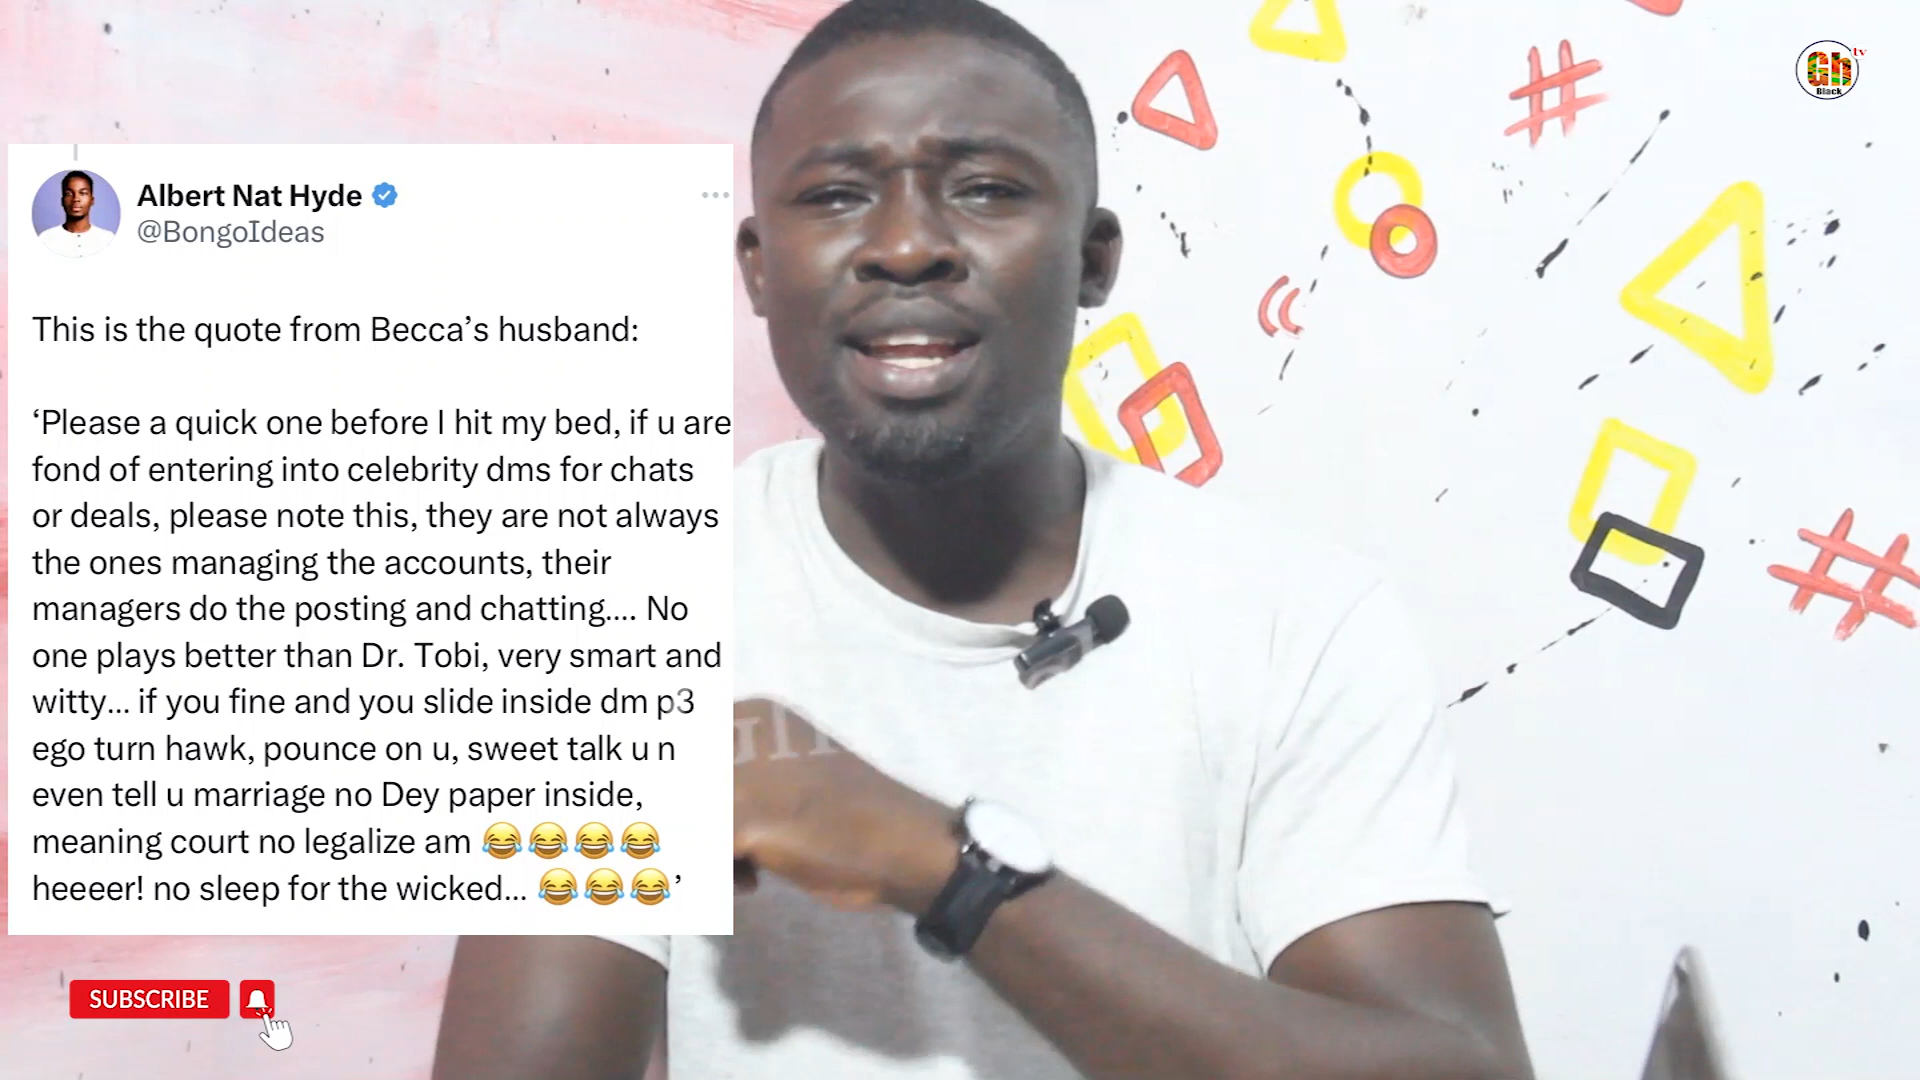 Gh tv
Black
Albert Nat Hyde
@BongoIdeas
This is the quote from Becca’s husband:
‘Please a quick one before I hit my bed, if u are
fond of entering into celebrity dms for chats
or deals, please note this, they are not always
the ones managing the accounts, their
managers do the posting and chatting.... No
one plays better than Dr. Tobi, very smart and
witty... if you fine and you slide inside dm p3
ego turn hawk, pounce on u, sweet talk u n
even tell u marriage no Dey paper inside,
meaning court no legalize am 😂😂😂😂
heeeer! no sleep for the wicked... 😂😂😂’
SUBSCRIBE